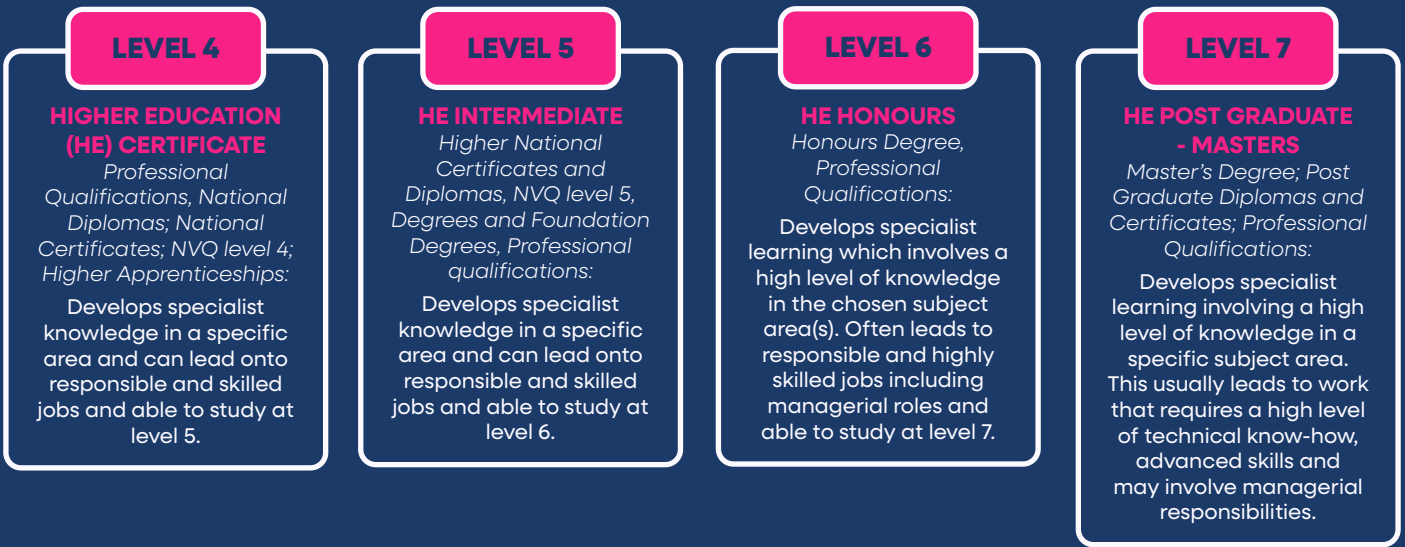 LEVEL 4
HIGHER EDUCATION
(HE) CERTIFICATE
Professional
Qualifications, National
Diplomas; National
Certificates; NVQ level 4;
Higher Apprenticeships:
Develops specialist
knowledge in a specific
area and can lead onto
responsible and skilled
jobs and able to study at
level 5.
LEVEL 5
HE INTERMEDIATE
Higher National
Certificates and
Diplomas, NVQ level 5,
Degrees and Foundation
Degrees, Professional
qualifications:
Develops specialist
knowledge in a specific
area and can lead onto
responsible and skilled
jobs and able to study at
level 6.
LEVEL 6
HE HONOURS
Honours Degree,
Professional
Qualifications:
Develops specialist
learning which involves a
high level of knowledge
in the chosen subject
area(s). Often leads to
responsible and highly
skilled jobs including
managerial roles and
able to study at level 7.
LEVEL 7
HE POST GRADUATE
- MASTERS
Master's Degree; Post
Graduate Diplomas and
Certificates; Professional
Qualifications:
Develops specialist
learning involving a high
level of knowledge in a
specific subject area.
This usually leads to work
that requires a high level
of technical know-how,
advanced skills and
may involve managerial
responsibilities.